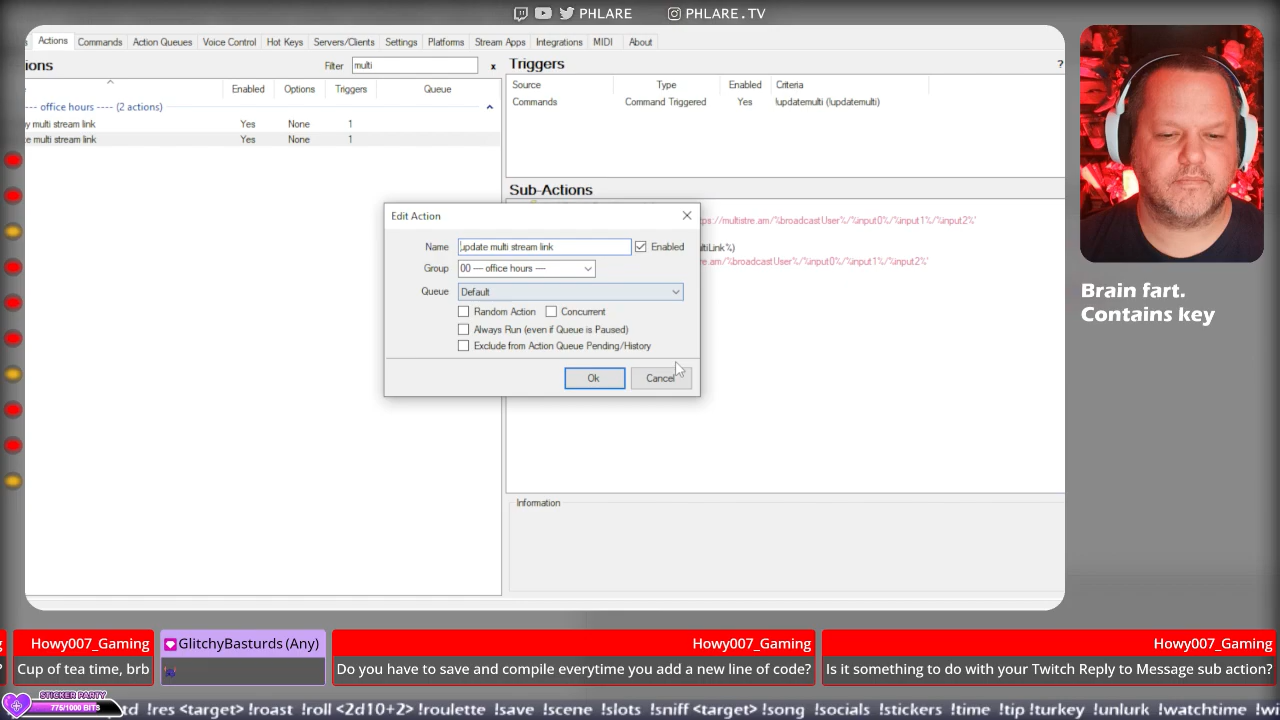 PHLARE PHLARE.TV
Actions Commands Action Queues Voice Control Hot Keys Servers/Clients Settings Platforms Stream Apps Integrations MIDI About
ions Filter multi x
Enabled Options Triggers Queue
--- office hours ---- (2 actions)
y multi stream link Yes None 1
te multi stream link Yes None 1
Triggers ?
Source Type Enabled Criteria
Commands Command Triggered Yes !updatemulti (!updatemulti)
Sub-Actions
ps://multistre.am/%broadcastUser%/%input0%/%input1%/%input2%'
ltiLink%)
re.am/%broadcastUser%/%input0%/%input1%/%input2%'
Edit Action
Name update multi stream link Enabled
Group 00 --- office hours ---
Queue Default
Random Action Concurrent
Always Run (even if Queue is Paused)
Exclude from Action Queue Pending/History
Ok Cancel
Information
Brain fart.
Contains key
Howy007_Gaming
Cup of tea time, brb
GlitchyBasturds (Any)
Howy007_Gaming
Do you have to save and compile everytime you add a new line of code?
Howy007_Gaming
Is it something to do with your Twitch Reply to Message sub action?
STICKER PARTY
775/1000 BITS
td !res <target> !roast !roll <2d10+2> !roulette !save !scene !slots !sniff <target> !song !socials !stickers !time !tip !turkey !unlurk !watchtime !wi